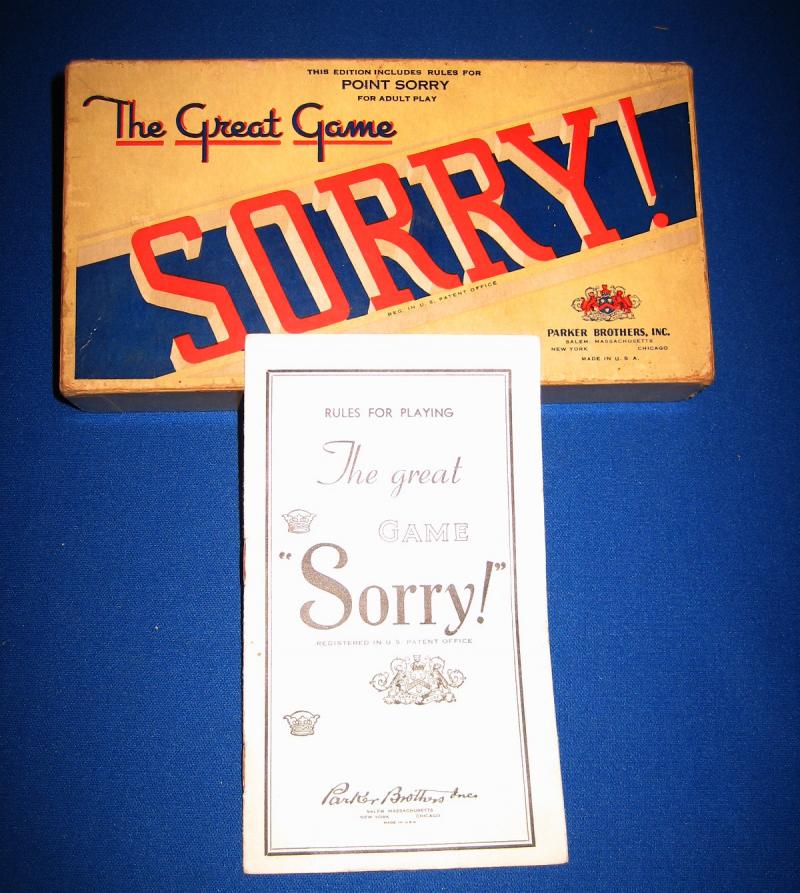 THIS EDITION INCLUDES RULES FOR
POINT SORRY
FOR ADULT PLAY
The Great Game
SORRY!
REG. IN U. S. PATENT OFFICE
PARKER BROTHERS, INC.
SALEM, MASSACHUSETTS
NEW YORK CHICAGO
MADE IN U. S. A.
RULES FOR PLAYING
The great
GAME
"Sorry!"
REGISTERED IN U. S. PATENT OFFICE
Parker Brothers Inc.
SALEM MASSACHUSETTS
NEW YORK CHICAGO
MADE IN U.S.A.